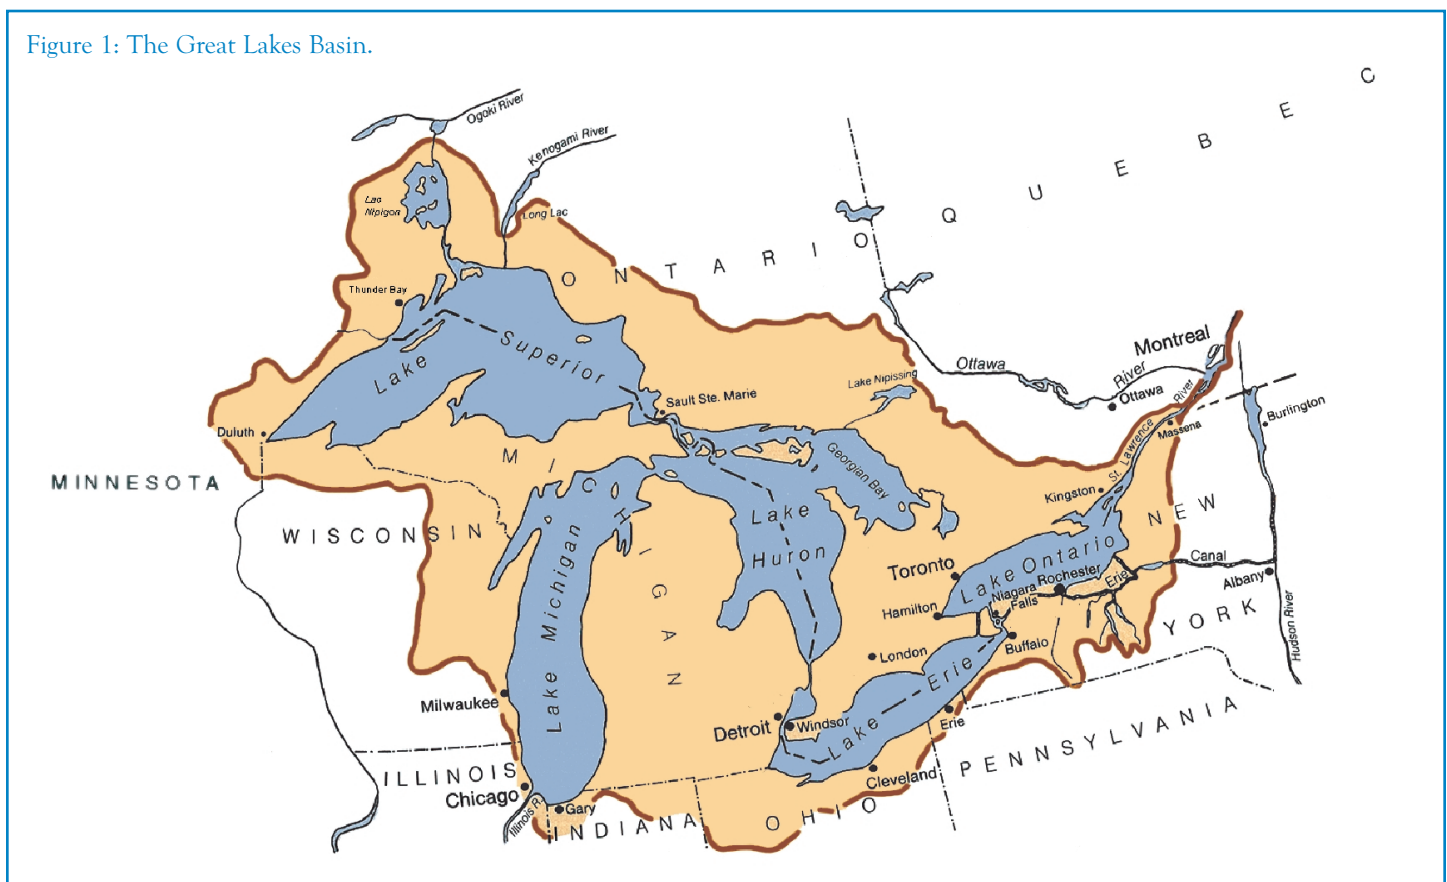 Figure 1: The Great Lakes Basin.
Ogoki River
Kenogami River
Lac
Nipigon
Long Lac
QUEBEC
ONTARIO
Thunder Bay
Lake Superior
Sault Ste. Marie
Lake Nipissing
Ottawa
River
Ottawa
Montreal
St. Lawrence
River
Massena
Burlington
Duluth
MINNESOTA
WISCONSIN
MICHIGAN
Georgian Bay
Lake
Huron
Lake Michigan
Kingston
NEW
YORK
Toronto
Lake Ontario
Hamilton
Niagara
Falls
Rochester
Erie
Canal
Albany
Hudson River
London
Buffalo
Milwaukee
Detroit
Windsor
Lake Erie
Erie
Cleveland
PENNSYLVANIA
ILLINOIS
Chicago
Illinois R.
Gary
INDIANA
OHIO